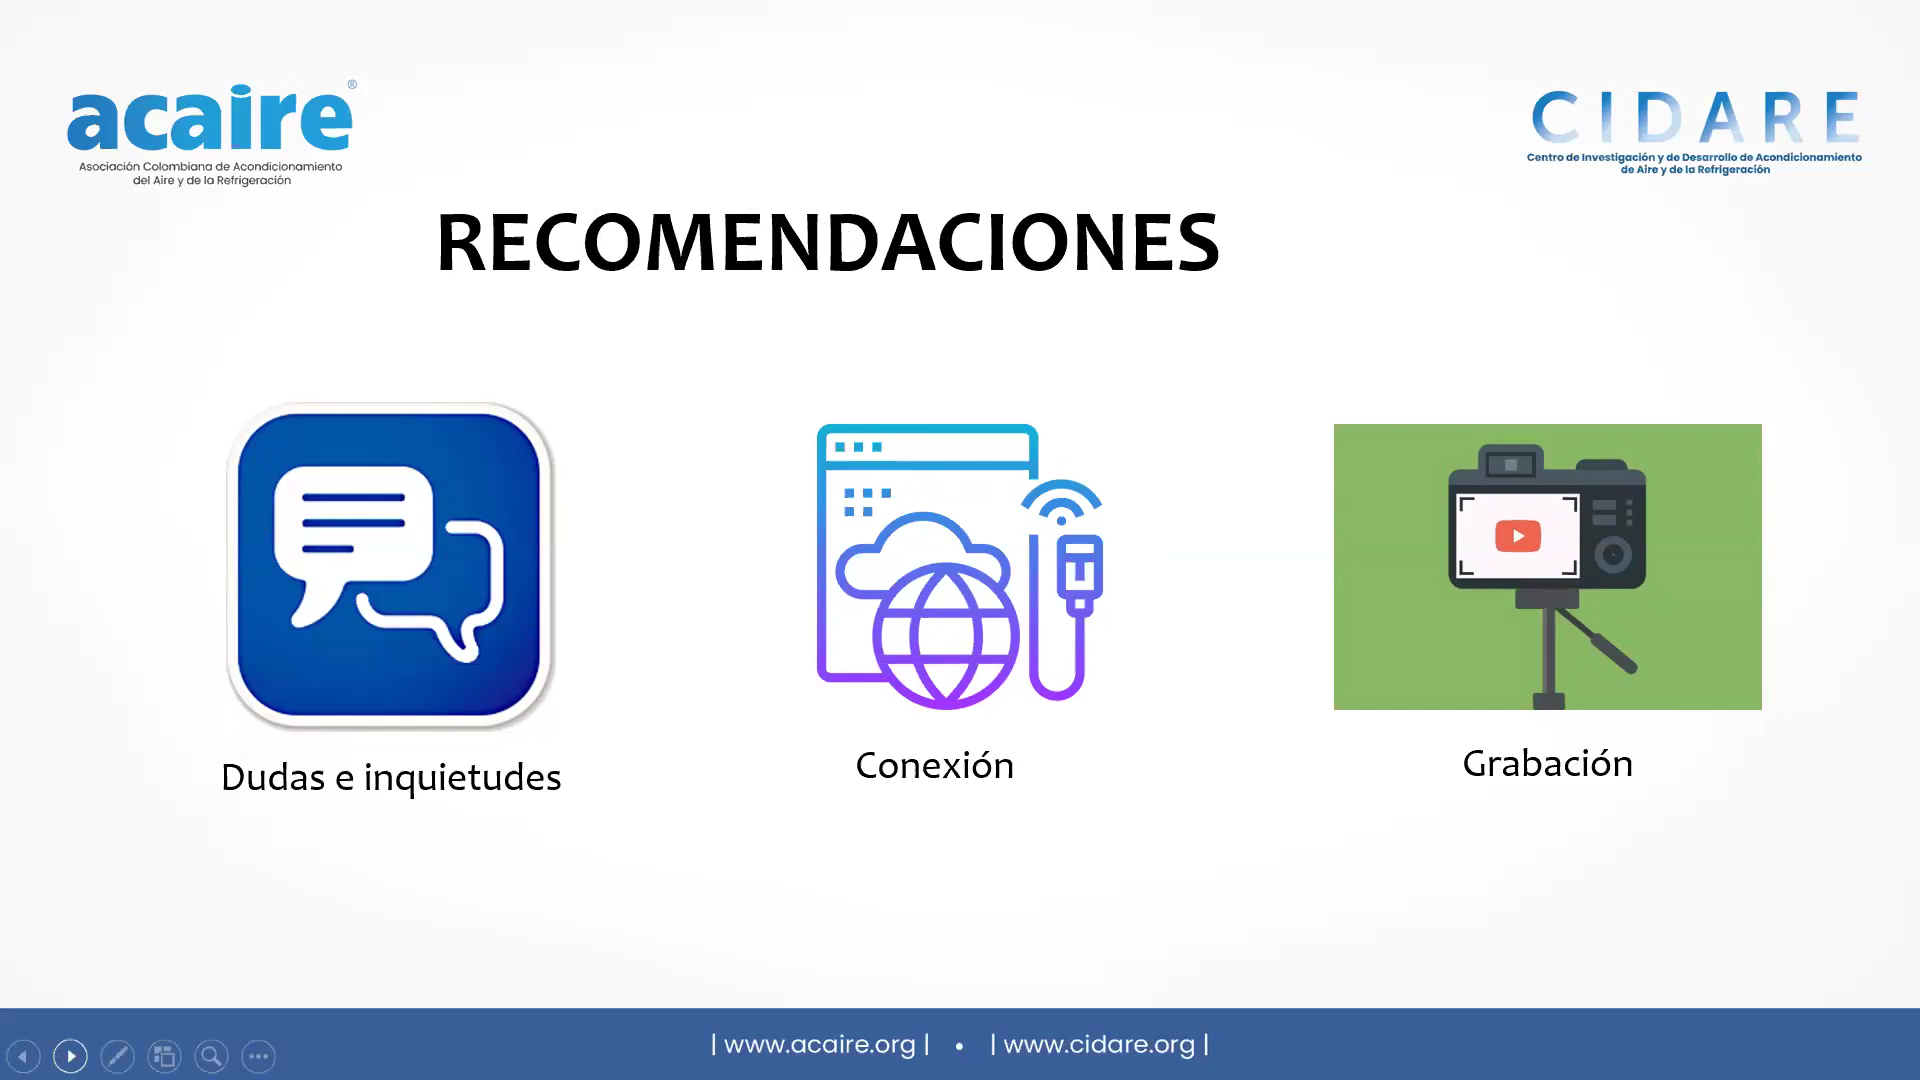 acaire®
Asociación Colombiana de Acondicionamiento
del Aire y de la Refrigeración
CIDARE
Centro de Investigación y de Desarrollo de Acondicionamiento
de Aire y de la Refrigeración
RECOMENDACIONES
Dudas e inquietudes
Conexión
Grabación
| www.acaire.org | • | www.cidare.org |